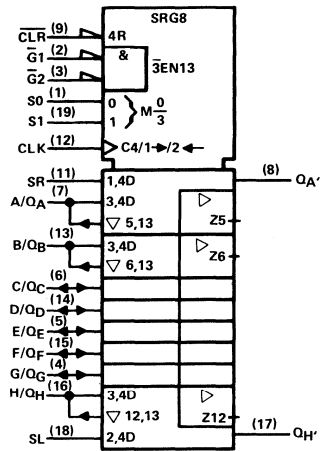 SRG8
CLR (9) 4R
G1 (2) &
G2 (3) 3EN13
S0 (1) 0 } M 0/3
S1 (19) 1
CLK (12) C4/1→/2←
SR (11) 1,4D (8) QA'
A/QA (7) 3,4D ▷
▽ 5,13 Z5
B/QB (13) 3,4D ▷
▽ 6,13 Z6
C/QC (6)
D/QD (14)
E/QE (5)
F/QF (15)
G/QG (4)
H/QH (16) 3,4D ▷
▽ 12,13 Z12
SL (18) 2,4D (17) QH'